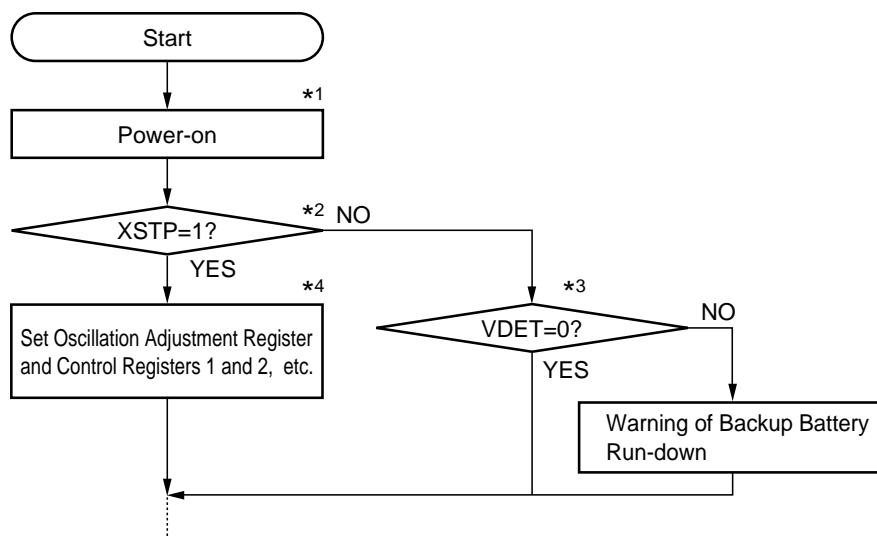 Start
*1
Power-on
*2
XSTP=1?
NO
YES
*4
Set Oscillation Adjustment Register
and Control Registers 1 and 2, etc.
*3
VDET=0?
NO
YES
Warning of Backup Battery
Run-down